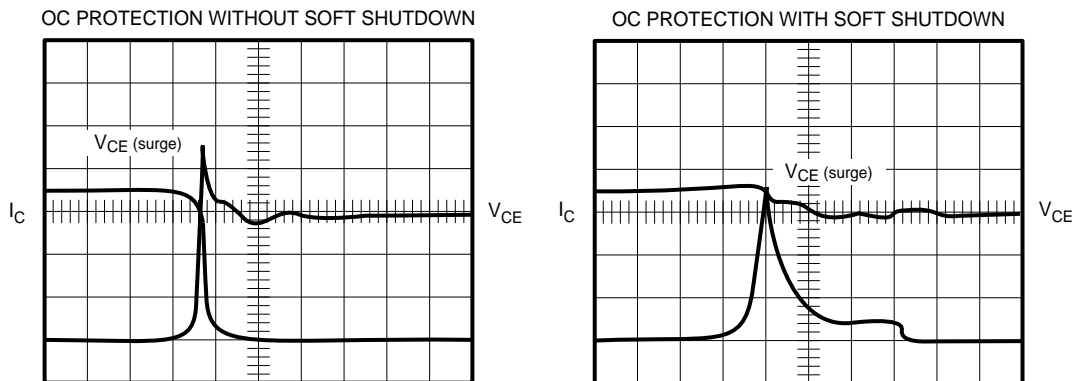 OC PROTECTION WITHOUT SOFT SHUTDOWN
VCE (surge)
IC
VCE
OC PROTECTION WITH SOFT SHUTDOWN
VCE (surge)
IC
VCE